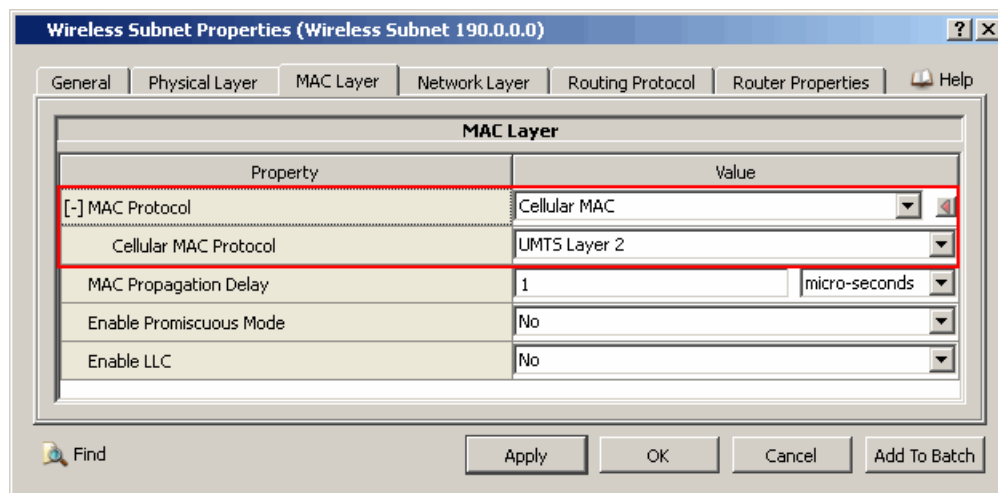 Wireless Subnet Properties (Wireless Subnet 190.0.0.0)
General Physical Layer MAC Layer Network Layer Routing Protocol Router Properties Help
MAC Layer
Property Value
[-] MAC Protocol Cellular MAC
Cellular MAC Protocol UMTS Layer 2
MAC Propagation Delay 1 micro-seconds
Enable Promiscuous Mode No
Enable LLC No
Find Apply OK Cancel Add To Batch